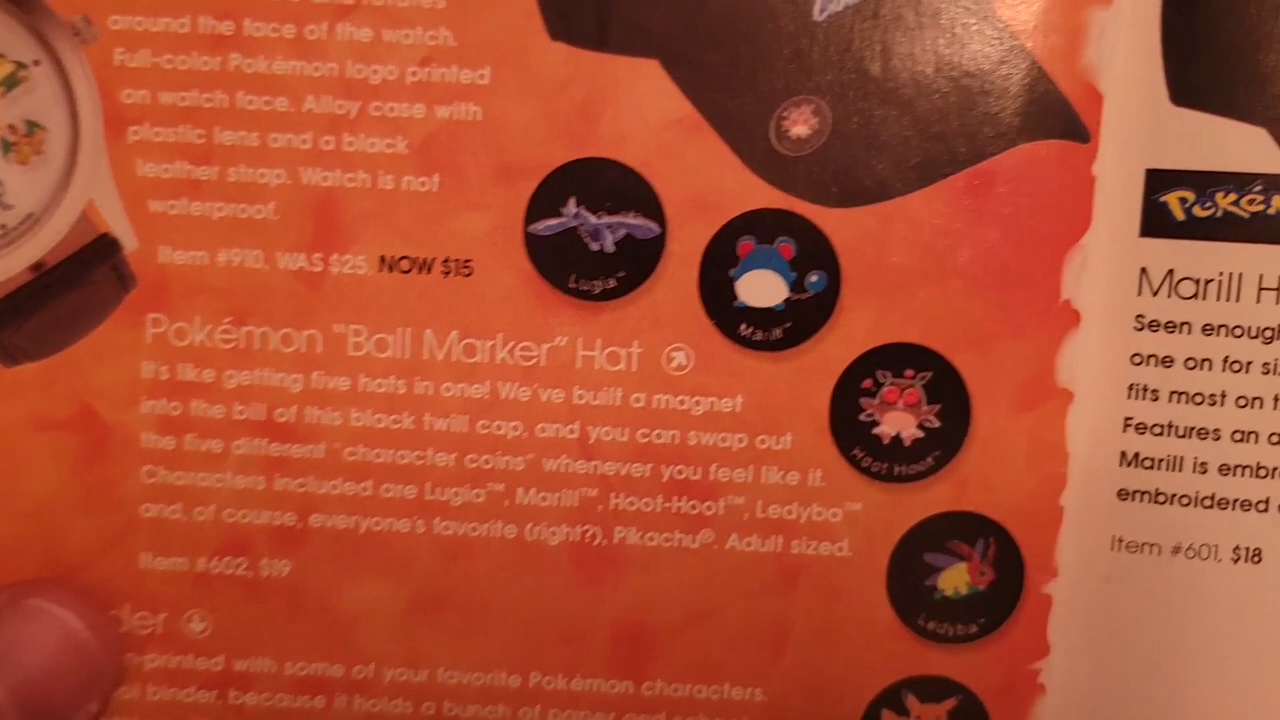 around the face of the watch.
Full-color Pokémon logo printed
on watch face. Alloy case with
plastic lens and a black
leather strap. Watch is not
waterproof.
Item #910, WAS $25, NOW $15
Lugia™
Marill™
Pokémon "Ball Marker" Hat
It's like getting five hats in one! We've built a magnet
into the bill of this black twill cap, and you can swap out
the five different "character coins" whenever you feel like it.
Characters included are Lugia™, Marill™, Hoot-Hoot™, Ledyba™
and, of course, everyone's favorite (right?), Pikachu®. Adult sized.
Item #602, $19
Hoot Hoot™
Ledyba™
printed with some of your favorite Pokémon characters.
binder, because it holds a bunch of paper and
Marill H
Seen enough
one on for
fits most on
Features an
Marill is embr
embroidered
Item #601, $18